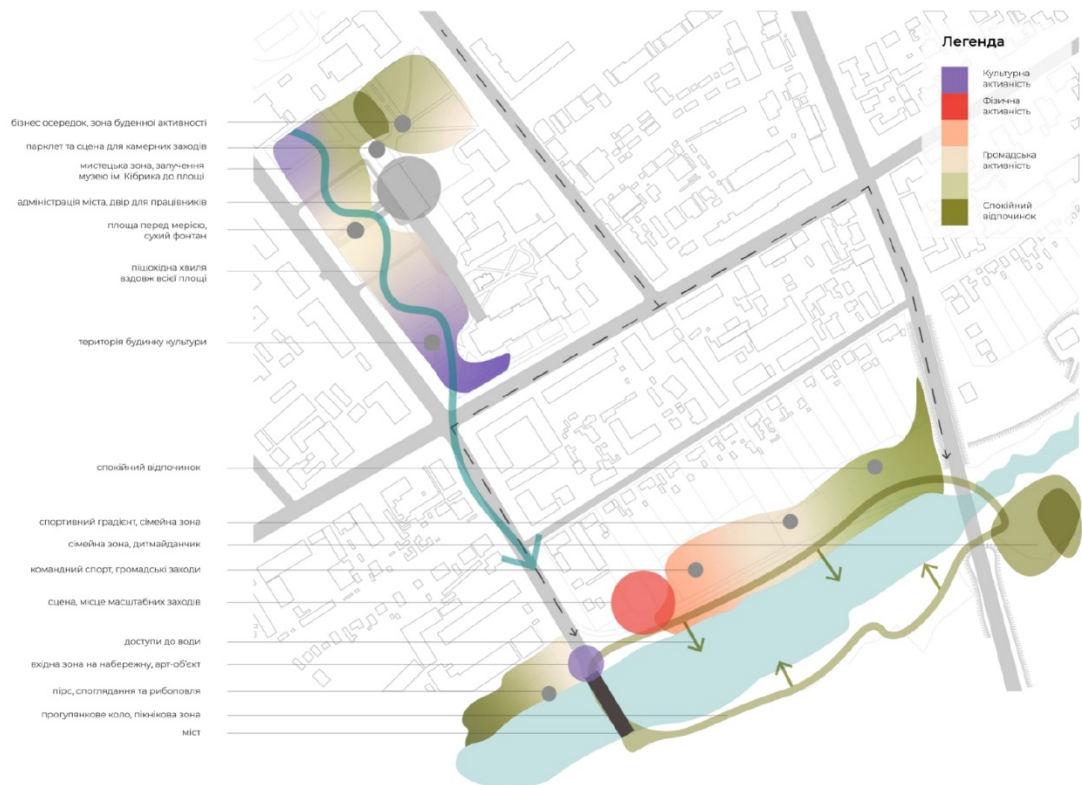 Легенда
Культурна
активність
Фізична
активність
Громадська
активність
Спокійний
відпочинок
бізнес осередок, зона буденної активності
парклет та сцена для камерних заходів
мистецька зона, залучення
музею ім. Кібрика до площі
адміністрація міста, двір для працівників
площа перед мерією,
сухий фонтан
пішохідна хвиля
вздовж всієї площі
територія будинку культури
спокійний відпочинок
спортивний градієнт, сімейна зона
сімейна зона, дитмайданчик
командний спорт, громадські заходи
сцена, місце масштабних заходів
доступи до води
вхідна зона на набережну, арт-об'єкт
пірс, споглядання та риболовля
прогулянкове коло, пікнікова зона
міст